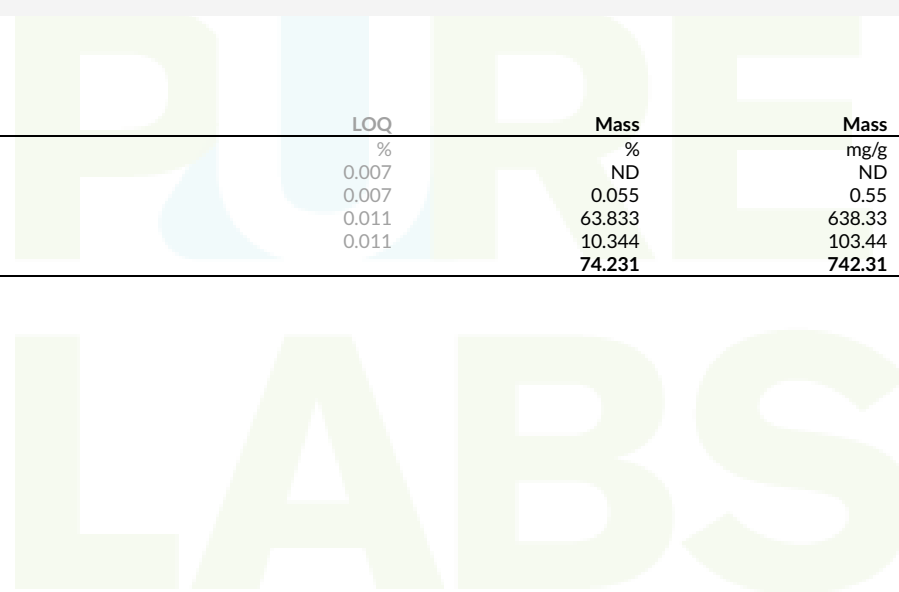 PURE
LOQ Mass Mass
% % mg/g
0.007 ND ND
0.007 0.055 0.55
0.011 63.833 638.33
0.011 10.344 103.44
74.231 742.31
LABS